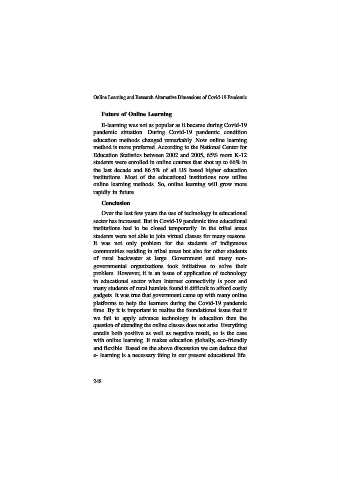 Online Learning and Research Alternative Dimensions of Covid-19 Pandemic
Future of Online Learning
E-learning was not as popular as it became during Covid-19
pandemic situation. During Covid-19 pandemic condition
education methods changed remarkably. Now online learning
method is more preferred. According to the National Center for
Education Statistics between 2002 and 2005, 65% more K-12
students were enrolled in online courses that shot up to 66% in
the last decade and 86.5% of all US based higher education
institutions. Most of the educational institutions now online
online learning methods. So, online learning will grow more
rapidly in future.
Conclusion
Over the last few years the use of technology in educational
sector has increased. But in Covid-19 pandemic time educational
institutions had to be closed temporarily. In the tribal areas
students were not able to join virtual classes for many reasons.
It was not only problem for the students of indigenous
communities residing in tribal areas but also for other students
of rural backwater at large. Government and many non-
governmental organizations took initiatives to solve their
problem. However, it is an issue of application of technology
in educational sector when internet connectivity is poor and
many students of rural hamlets found it difficult to afford costly
gadgets. It was true that government came up with many online
platforms to help the learners during the Covid-19 pandemic
time. By it is important to realise the foundational issue that if
we fail to apply advance technology in education then the
question of attending the online classes does not arise. Everything
entails both positive as well as negative result, so is the case
with online learning. It makes education globally, eco-friendly
and flexible. Based on the above discussion we can deduce that
e- learning is a necessary thing in our present educational life.
248